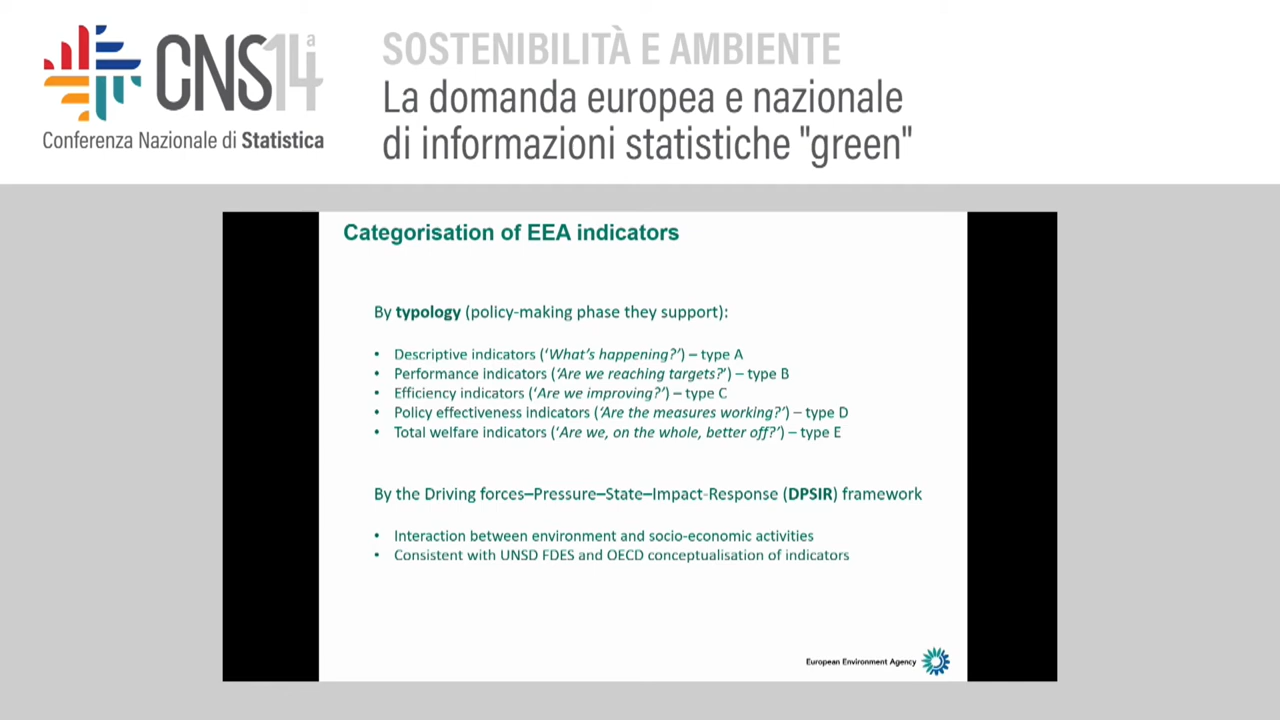 CNS14ª
Conferenza Nazionale di Statistica
SOSTENIBILITÀ E AMBIENTE
La domanda europea e nazionale
di informazioni statistiche "green"
Categorisation of EEA indicators
By typology (policy-making phase they support):
• Descriptive indicators (‘What’s happening?’) – type A
• Performance indicators (‘Are we reaching targets?’) – type B
• Efficiency indicators (‘Are we improving?’) – type C
• Policy effectiveness indicators (‘Are the measures working?’) – type D
• Total welfare indicators (‘Are we, on the whole, better off?’) – type E
By the Driving forces–Pressure–State–Impact-Response (DPSIR) framework
• Interaction between environment and socio-economic activities
• Consistent with UNSD FDES and OECD conceptualisation of indicators
European Environment Agency